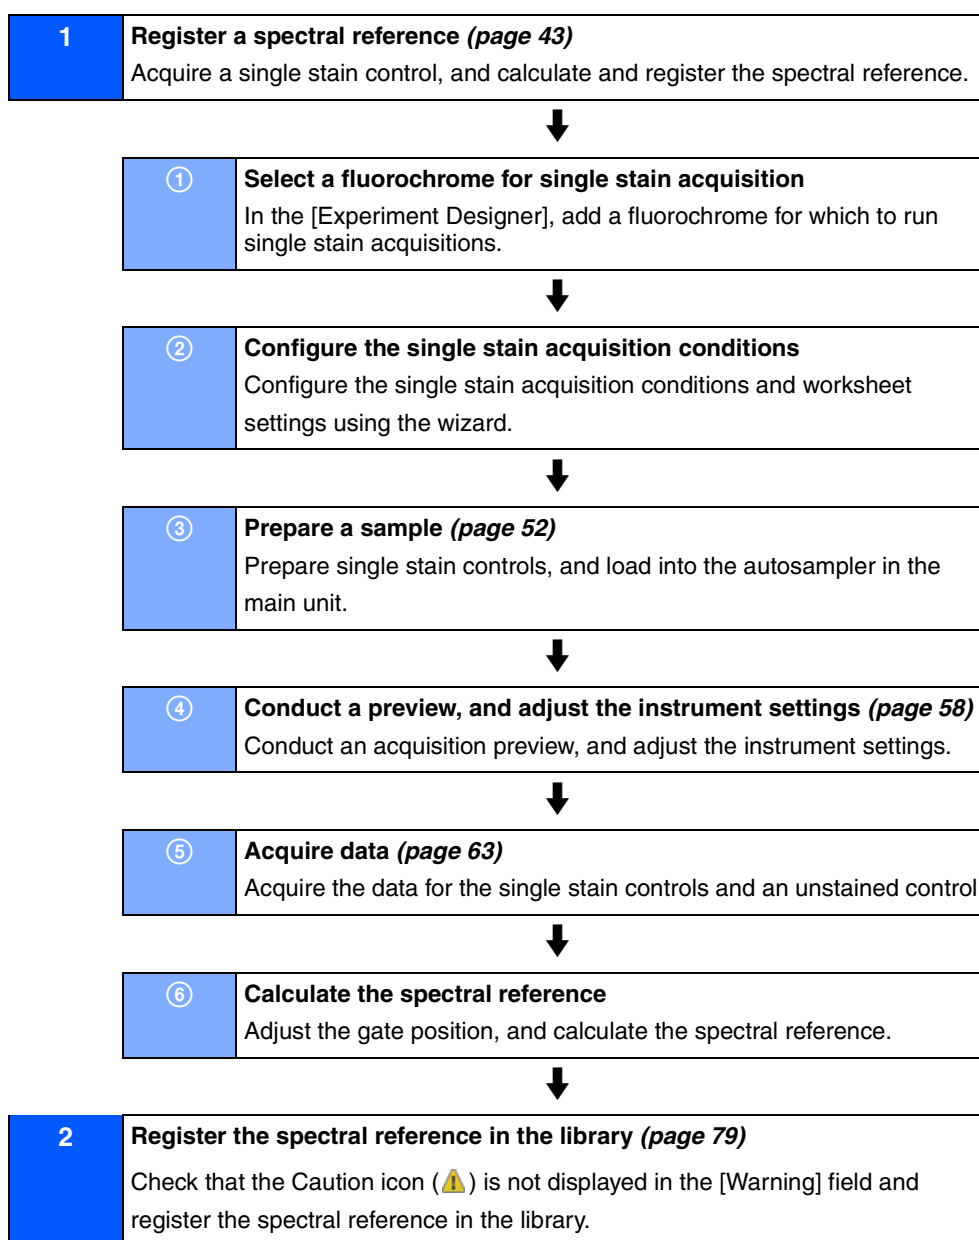 1 Register a spectral reference (page 43)
Acquire a single stain control, and calculate and register the spectral reference.
① Select a fluorochrome for single stain acquisition
In the [Experiment Designer], add a fluorochrome for which to run
single stain acquisitions.
② Configure the single stain acquisition conditions
Configure the single stain acquisition conditions and worksheet
settings using the wizard.
③ Prepare a sample (page 52)
Prepare single stain controls, and load into the autosampler in the
main unit.
④ Conduct a preview, and adjust the instrument settings (page 58)
Conduct an acquisition preview, and adjust the instrument settings.
⑤ Acquire data (page 63)
Acquire the data for the single stain controls and an unstained control
⑥ Calculate the spectral reference
Adjust the gate position, and calculate the spectral reference.
2 Register the spectral reference in the library (page 79)
Check that the Caution icon (⚠) is not displayed in the [Warning] field and
register the spectral reference in the library.